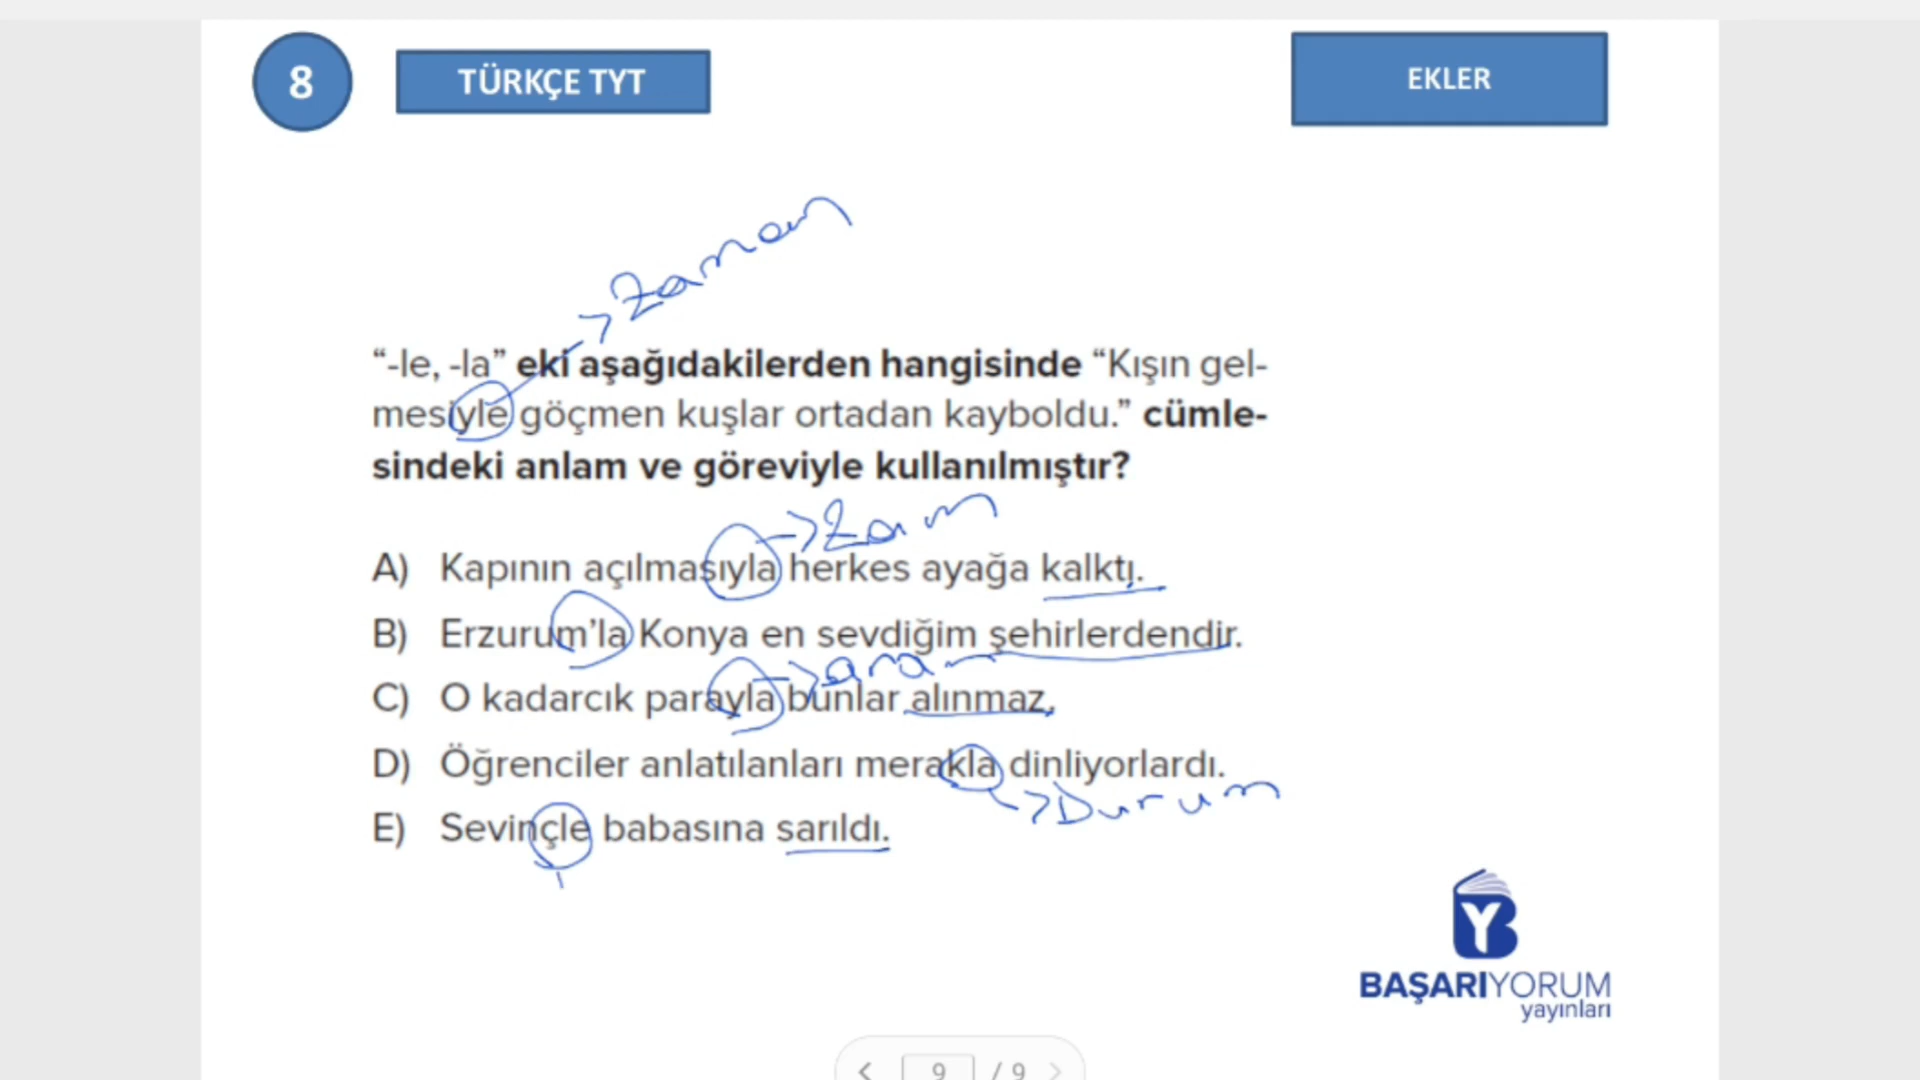 8
TÜRKÇE TYT
EKLER
zaman
“-le, -la” eki aşağıdakilerden hangisinde “Kışın gel-
mesiyle göçmen kuşlar ortadan kayboldu.” cümle-
sindeki anlam ve göreviyle kullanılmıştır?
zam
A) Kapının açılmasıyla herkes ayağa kalktı.
B) Erzurum’la Konya en sevdiğim şehirlerdendir.
ara
C) O kadarcık parayla bunlar alınmaz.
D) Öğrenciler anlatılanları merakla dinliyorlardı.
Durum
E) Sevinçle babasına sarıldı.
BAŞARIYORUM
yayınları
9 / 9